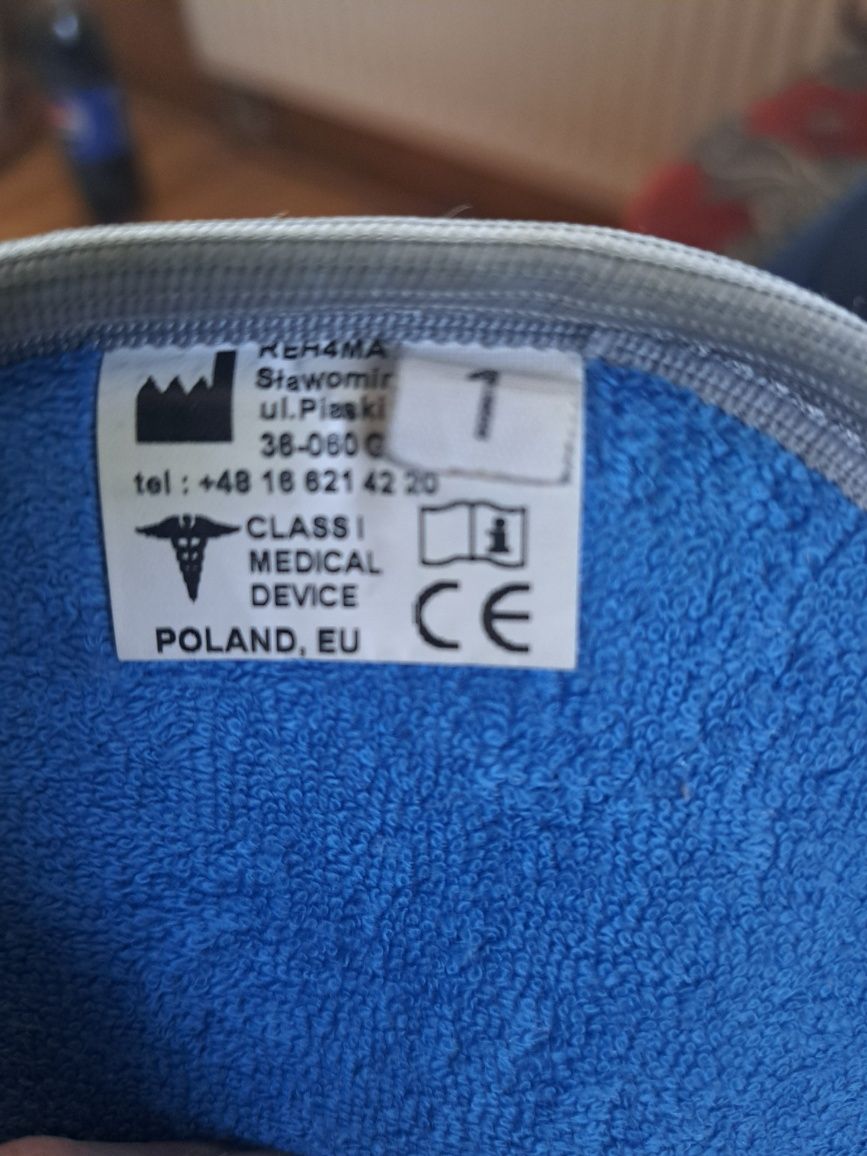 REH4MA
Sławomir
ul.Piaski
36-060 G
1
tel : +48 16 621 42 20
CLASS I
MEDICAL
DEVICE
CE
POLAND, EU